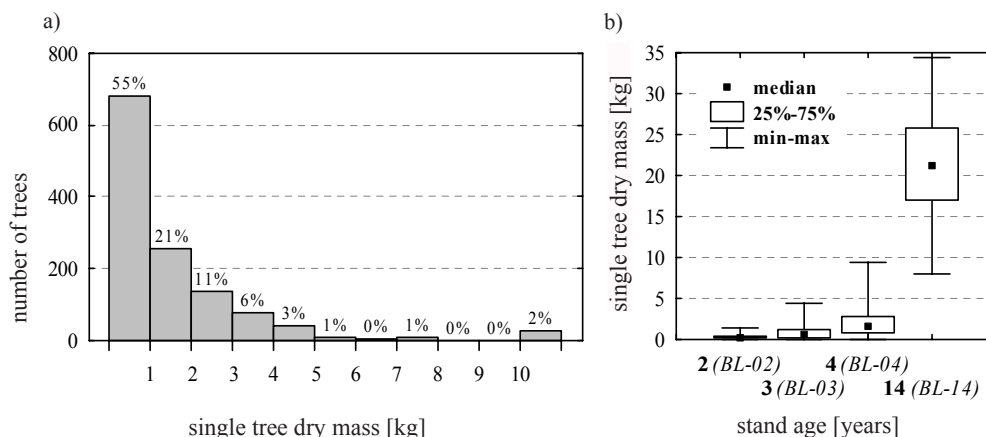 a)
800
600
400
200
0
number of trees
55%
21%
11%
6%
3%
1%
0%
1%
0%
0%
2%
1 2 3 4 5 6 7 8 9 10
single tree dry mass [kg]
b)
35
30
25
20
15
10
5
0
single tree dry mass [kg]
median
25%-75%
min-max
2 (BL-02) 4 (BL-04)
3 (BL-03) 14 (BL-14)
stand age [years]